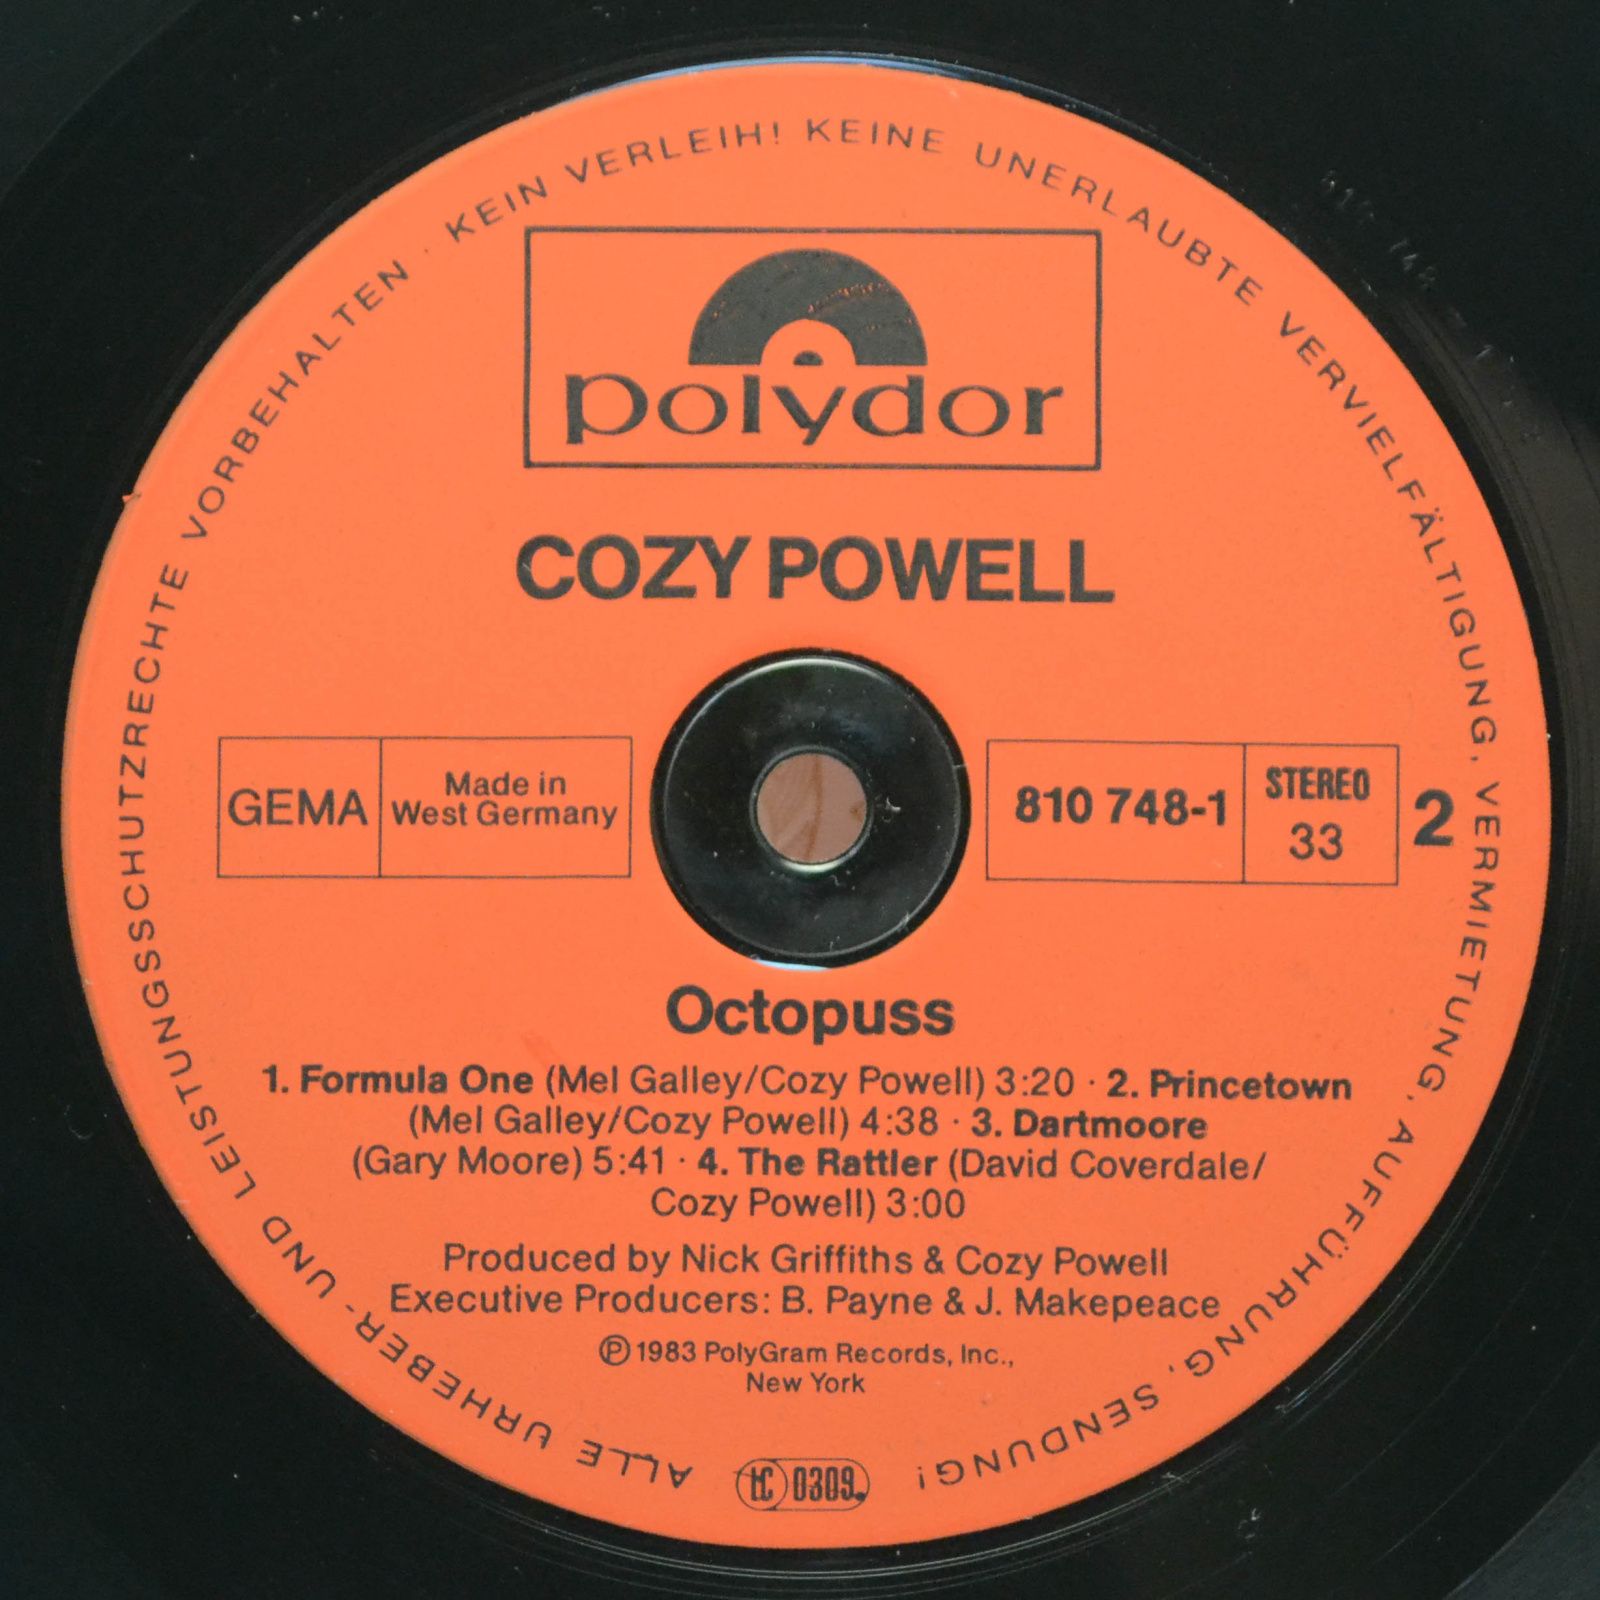 ALLE URHEBER- UND LEISTUNGSSCHUTZRECHTE VORBEHALTEN · KEIN VERLEIH! KEINE UNERLAUBTE VERVIELFÄLTIGUNG, VERMIETUNG, AUFFÜHRUNG, SENDUNG!
polydor
COZY POWELL
GEMA
Made in
West Germany
810 748-1
STEREO
33
2
Octopuss
1. Formula One (Mel Galley/Cozy Powell) 3:20 · 2. Princetown
(Mel Galley/Cozy Powell) 4:38 · 3. Dartmoore
(Gary Moore) 5:41 · 4. The Rattler (David Coverdale/
Cozy Powell) 3:00
Produced by Nick Griffiths & Cozy Powell
Executive Producers: B. Payne & J. Makepeace
Ⓟ 1983 PolyGram Records, Inc.,
New York
LC 0309